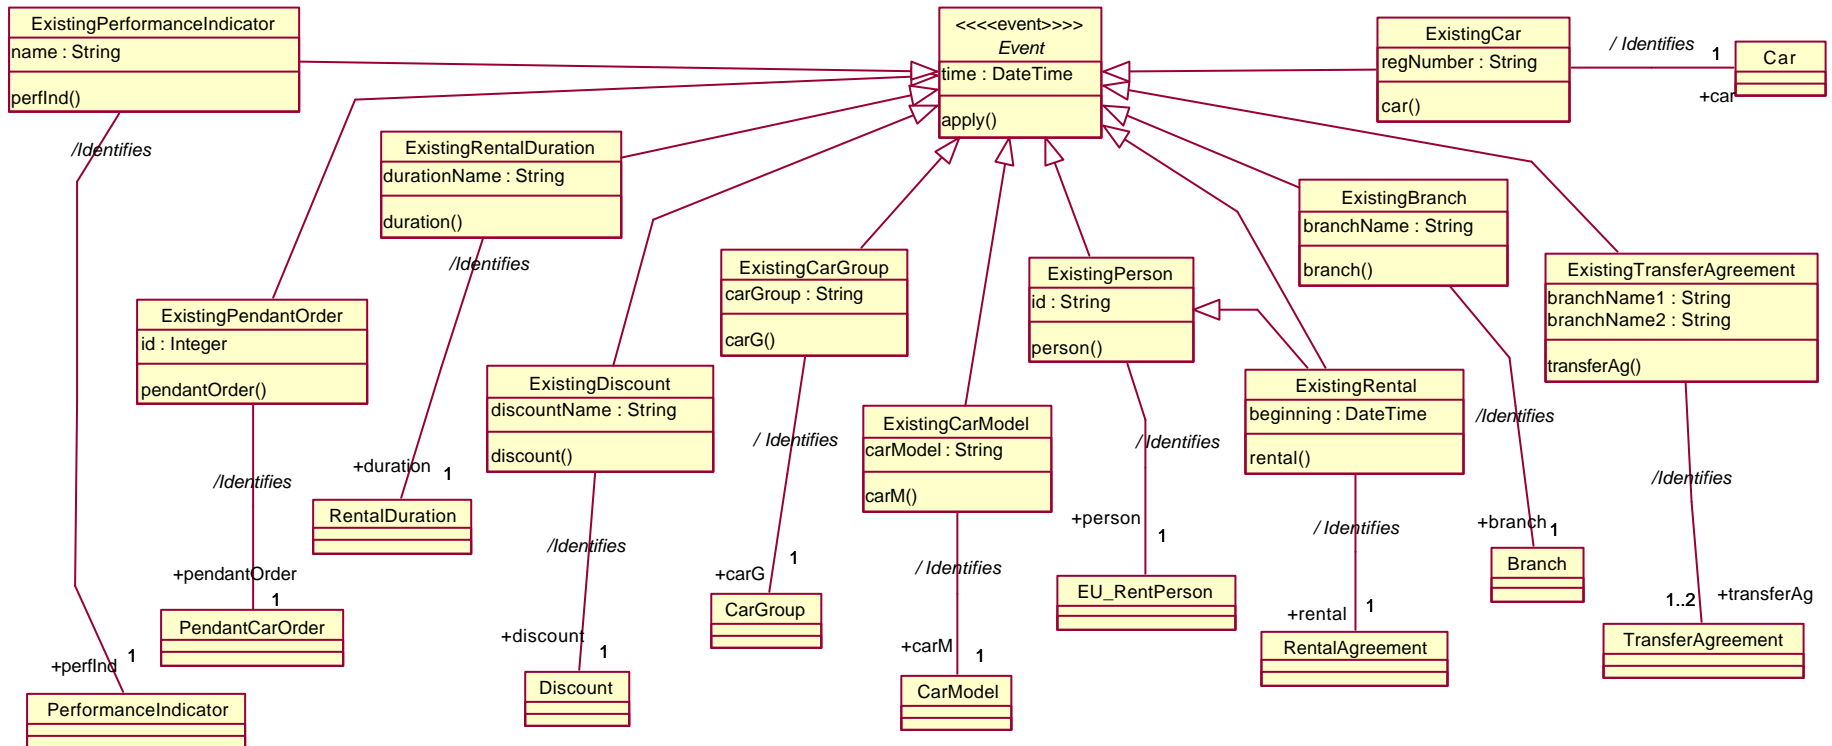 ExistingPerformanceIndicator
name : String
perfInd()
/Identifies
+perfInd
1
PerformanceIndicator
<<<<event>>>>
Event
time : DateTime
apply()
ExistingCar
regNumber : String
car()
/ Identifies
1
+car
Car
ExistingRentalDuration
durationName : String
duration()
/Identifies
+duration
1
RentalDuration
ExistingPendantOrder
id : Integer
pendantOrder()
/Identifies
+pendantOrder
1
PendantCarOrder
ExistingDiscount
discountName : String
discount()
/Identifies
+discount
1
Discount
ExistingCarGroup
carGroup : String
carG()
/ Identifies
+carG
1
CarGroup
ExistingCarModel
carModel : String
carM()
/ Identifies
+carM
1
CarModel
ExistingPerson
id : String
person()
/ Identifies
+person
1
EU_RentPerson
ExistingRental
beginning : DateTime
rental()
/ Identifies
+rental
1
RentalAgreement
ExistingBranch
branchName : String
branch()
/Identifies
+branch
1
Branch
ExistingTransferAgreement
branchName1 : String
branchName2 : String
transferAg()
/Identifies
1..2
+transferAg
TransferAgreement